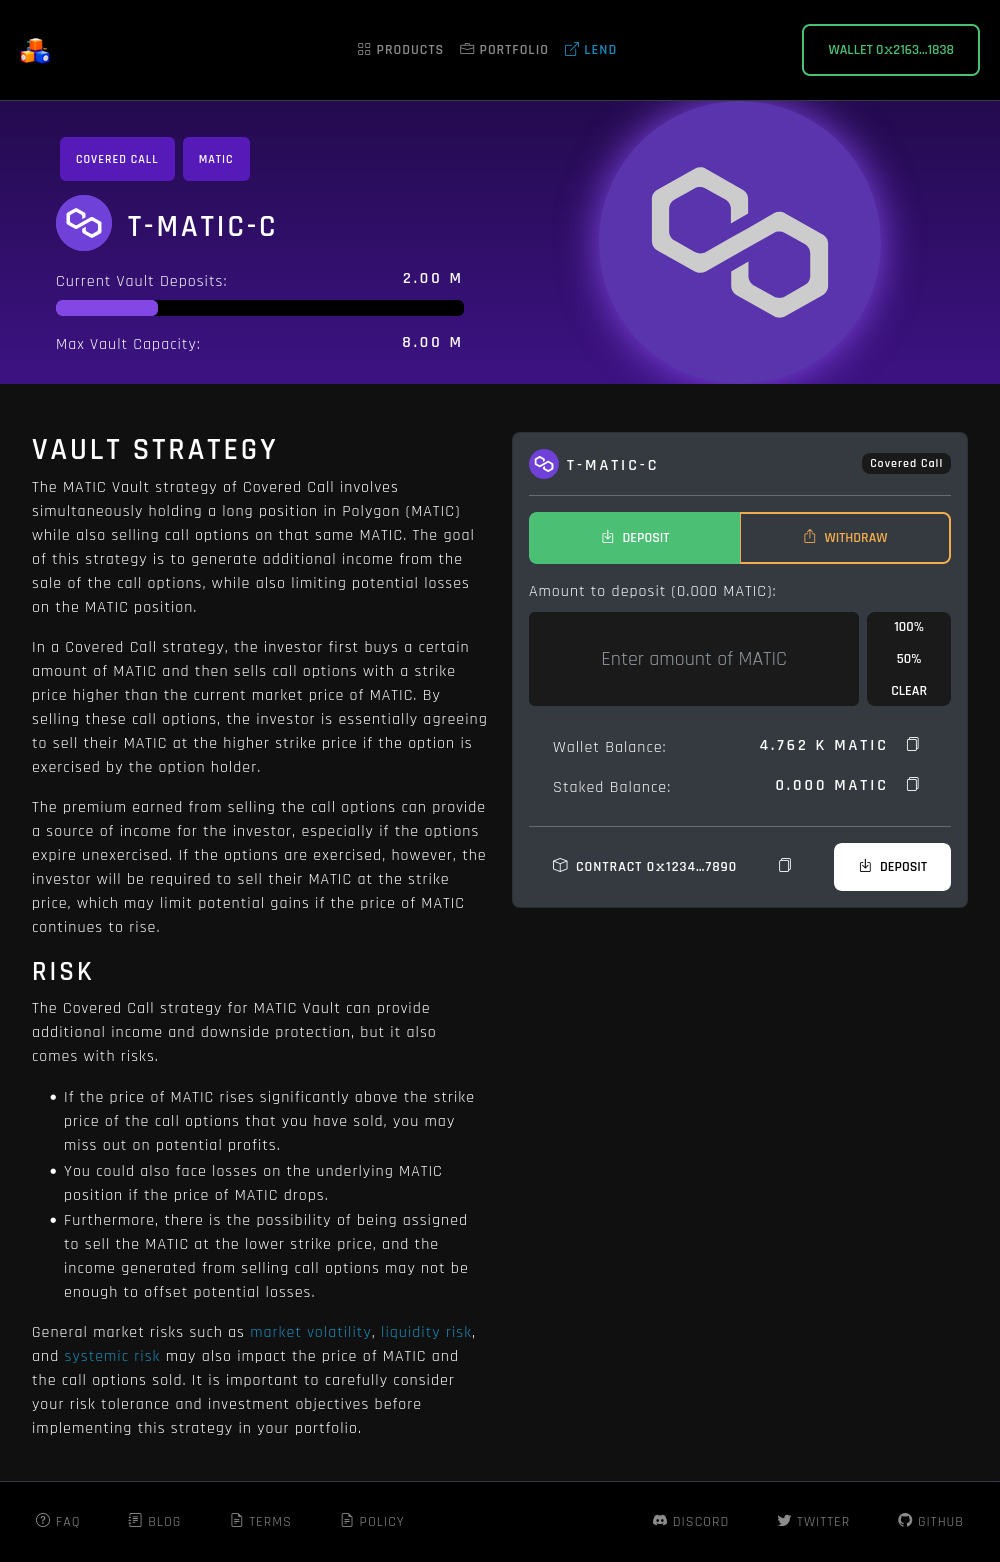 PRODUCTS
PORTFOLIO
LEND
WALLET 0x2163...1838
COVERED CALL
MATIC
T-MATIC-C
Current Vault Deposits:
2.00 M
Max Vault Capacity:
8.00 M
VAULT STRATEGY
The MATIC Vault strategy of Covered Call involves
simultaneously holding a long position in Polygon (MATIC)
while also selling call options on that same MATIC. The goal
of this strategy is to generate additional income from the
sale of the call options, while also limiting potential losses
on the MATIC position.
In a Covered Call strategy, the investor first buys a certain
amount of MATIC and then sells call options with a strike
price higher than the current market price of MATIC. By
selling these call options, the investor is essentially agreeing
to sell their MATIC at the higher strike price if the option is
exercised by the option holder.
The premium earned from selling the call options can provide
a source of income for the investor, especially if the options
expire unexercised. If the options are exercised, however, the
investor will be required to sell their MATIC at the strike
price, which may limit potential gains if the price of MATIC
continues to rise.
RISK
The Covered Call strategy for MATIC Vault can provide
additional income and downside protection, but it also
comes with risks.
• If the price of MATIC rises significantly above the strike
price of the call options that you have sold, you may
miss out on potential profits.
• You could also face losses on the underlying MATIC
position if the price of MATIC drops.
• Furthermore, there is the possibility of being assigned
to sell the MATIC at the lower strike price, and the
income generated from selling call options may not be
enough to offset potential losses.
General market risks such as market volatility, liquidity risk,
and systemic risk may also impact the price of MATIC and
the call options sold. It is important to carefully consider
your risk tolerance and investment objectives before
implementing this strategy in your portfolio.
T-MATIC-C
Covered Call
DEPOSIT
WITHDRAW
Amount to deposit (0.000 MATIC):
Enter amount of MATIC
100%
50%
CLEAR
Wallet Balance:
4.762 K MATIC
Staked Balance:
0.000 MATIC
CONTRACT 0x1234...7890
DEPOSIT
FAQ
BLOG
TERMS
POLICY
DISCORD
TWITTER
GITHUB